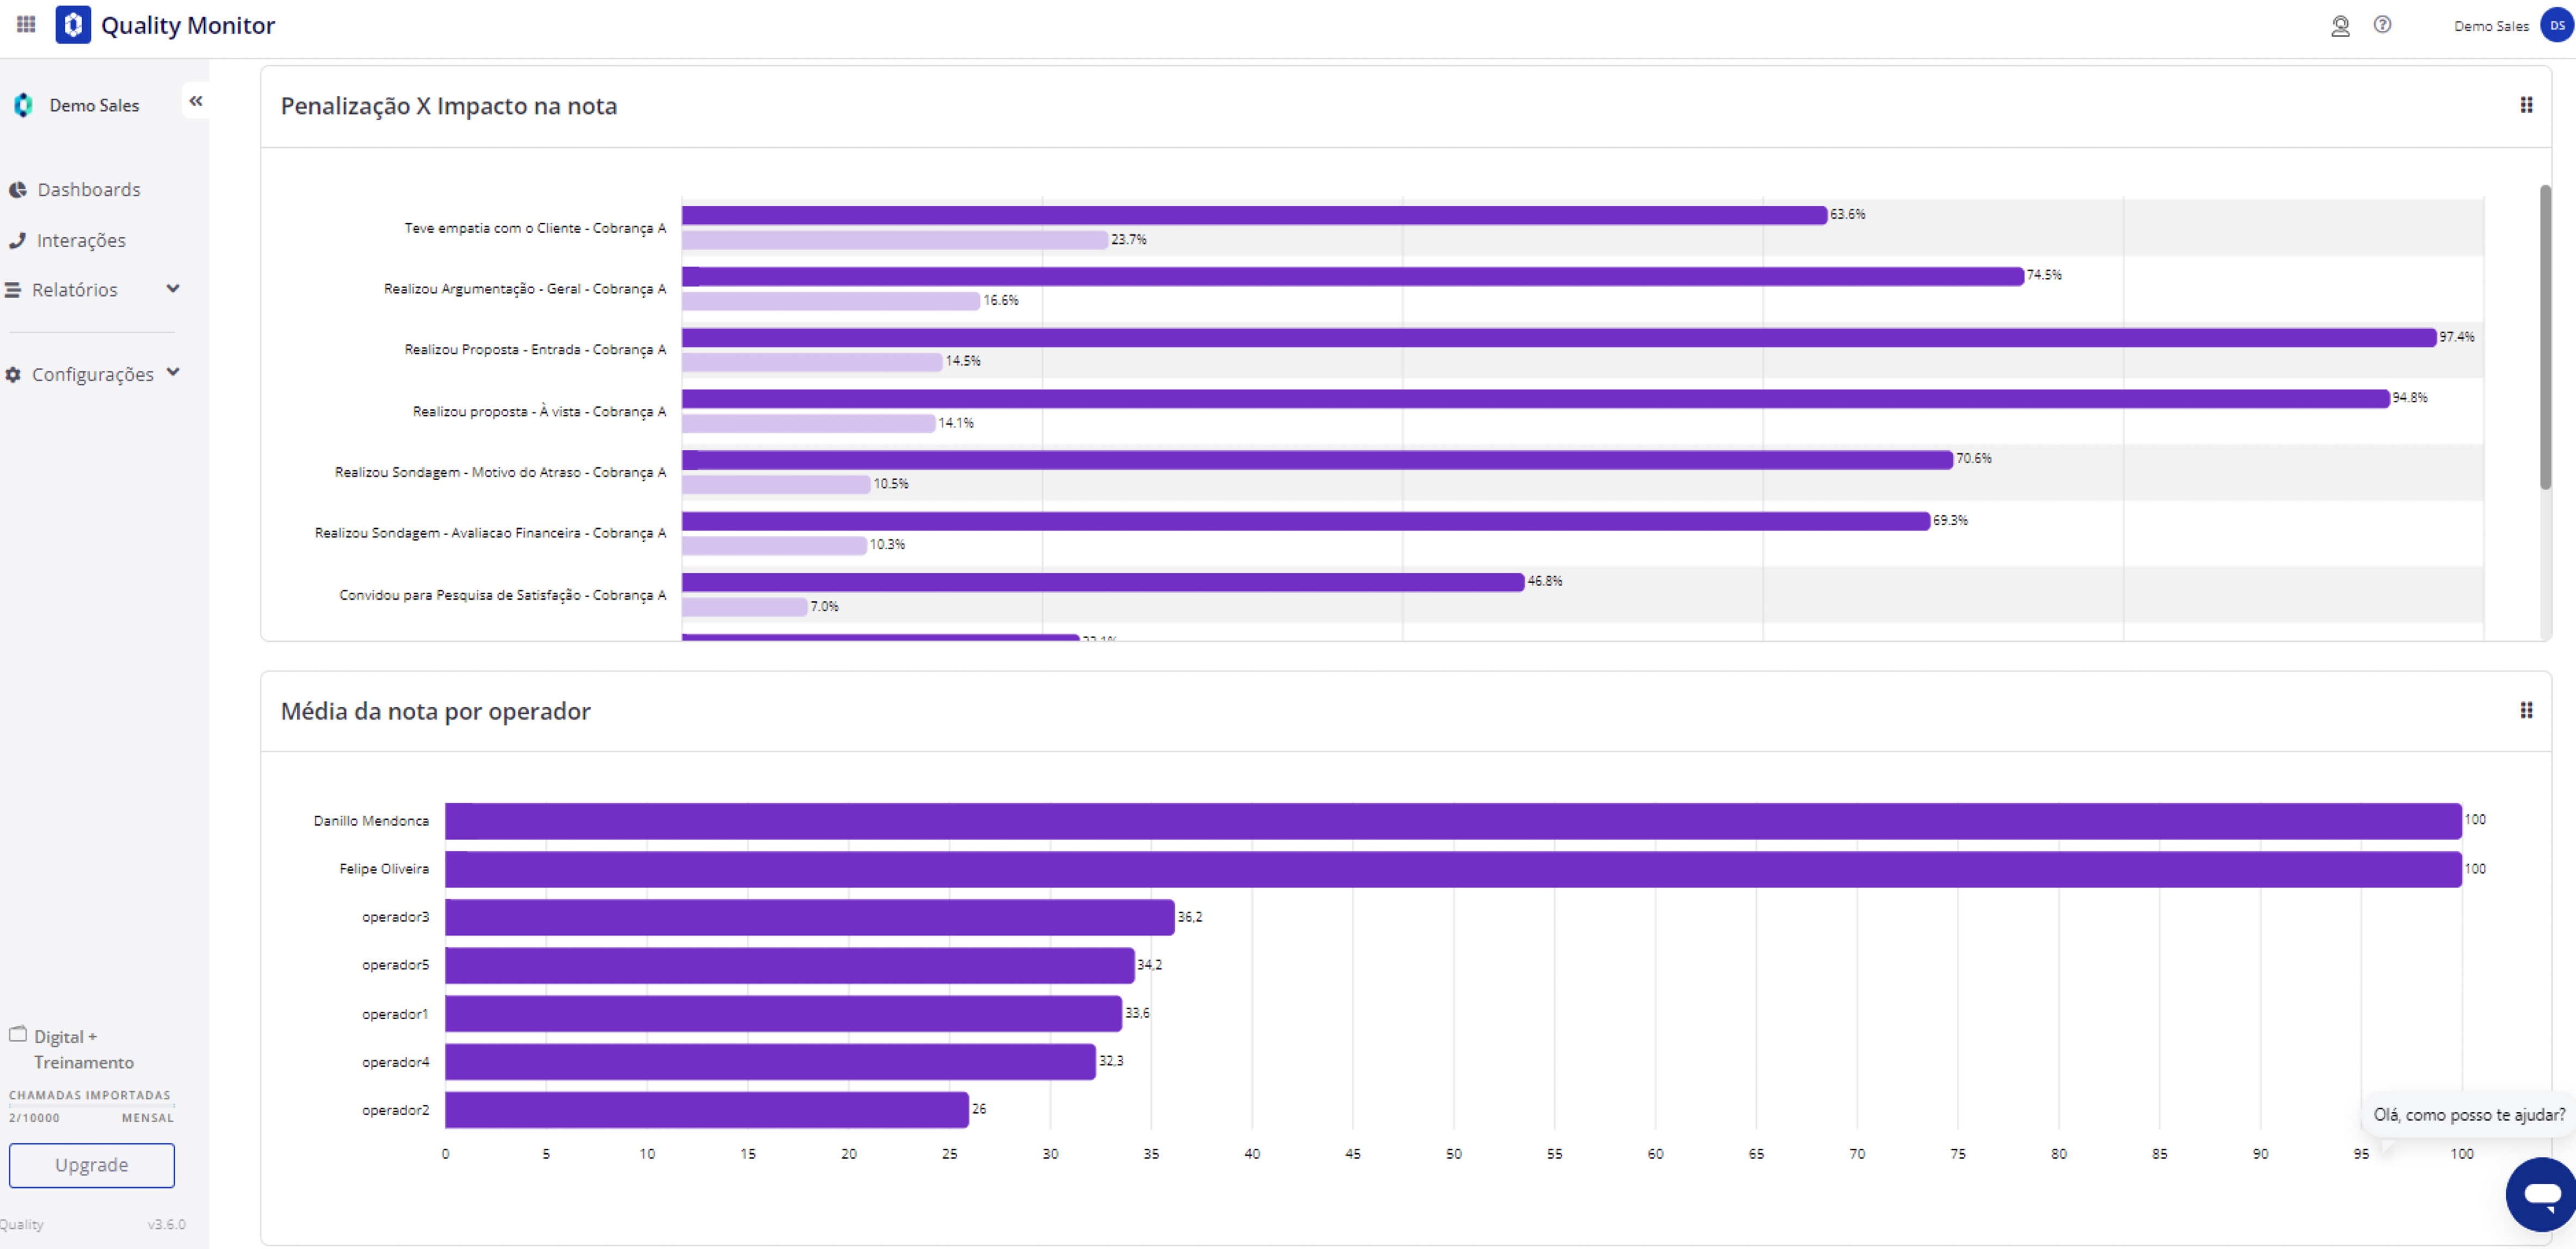 Quality Monitor
Demo Sales DS
Demo Sales
Dashboards
Interações
Relatórios
Configurações
Digital +
Treinamento
CHAMADAS IMPORTADAS
2/10000 MENSAL
Upgrade
Quality v3.6.0
Penalização X Impacto na nota
Teve empatia com o Cliente - Cobrança A 63.6%
23.7%
Realizou Argumentação - Geral - Cobrança A 74.5%
16.6%
Realizou Proposta - Entrada - Cobrança A 97.4%
14.5%
Realizou proposta - À vista - Cobrança A 94.8%
14.1%
Realizou Sondagem - Motivo do Atraso - Cobrança A 70.6%
10.5%
Realizou Sondagem - Avaliacao Financeira - Cobrança A 69.3%
10.3%
Convidou para Pesquisa de Satisfação - Cobrança A 46.8%
7.0%
Média da nota por operador
Danillo Mendonca 100
Felipe Oliveira 100
operador3 36,2
operador5 34,2
operador1 33,6
operador4 32,3
operador2 26
0 5 10 15 20 25 30 35 40 45 50 55 60 65 70 75 80 85 90 95 100
Olá, como posso te ajudar?